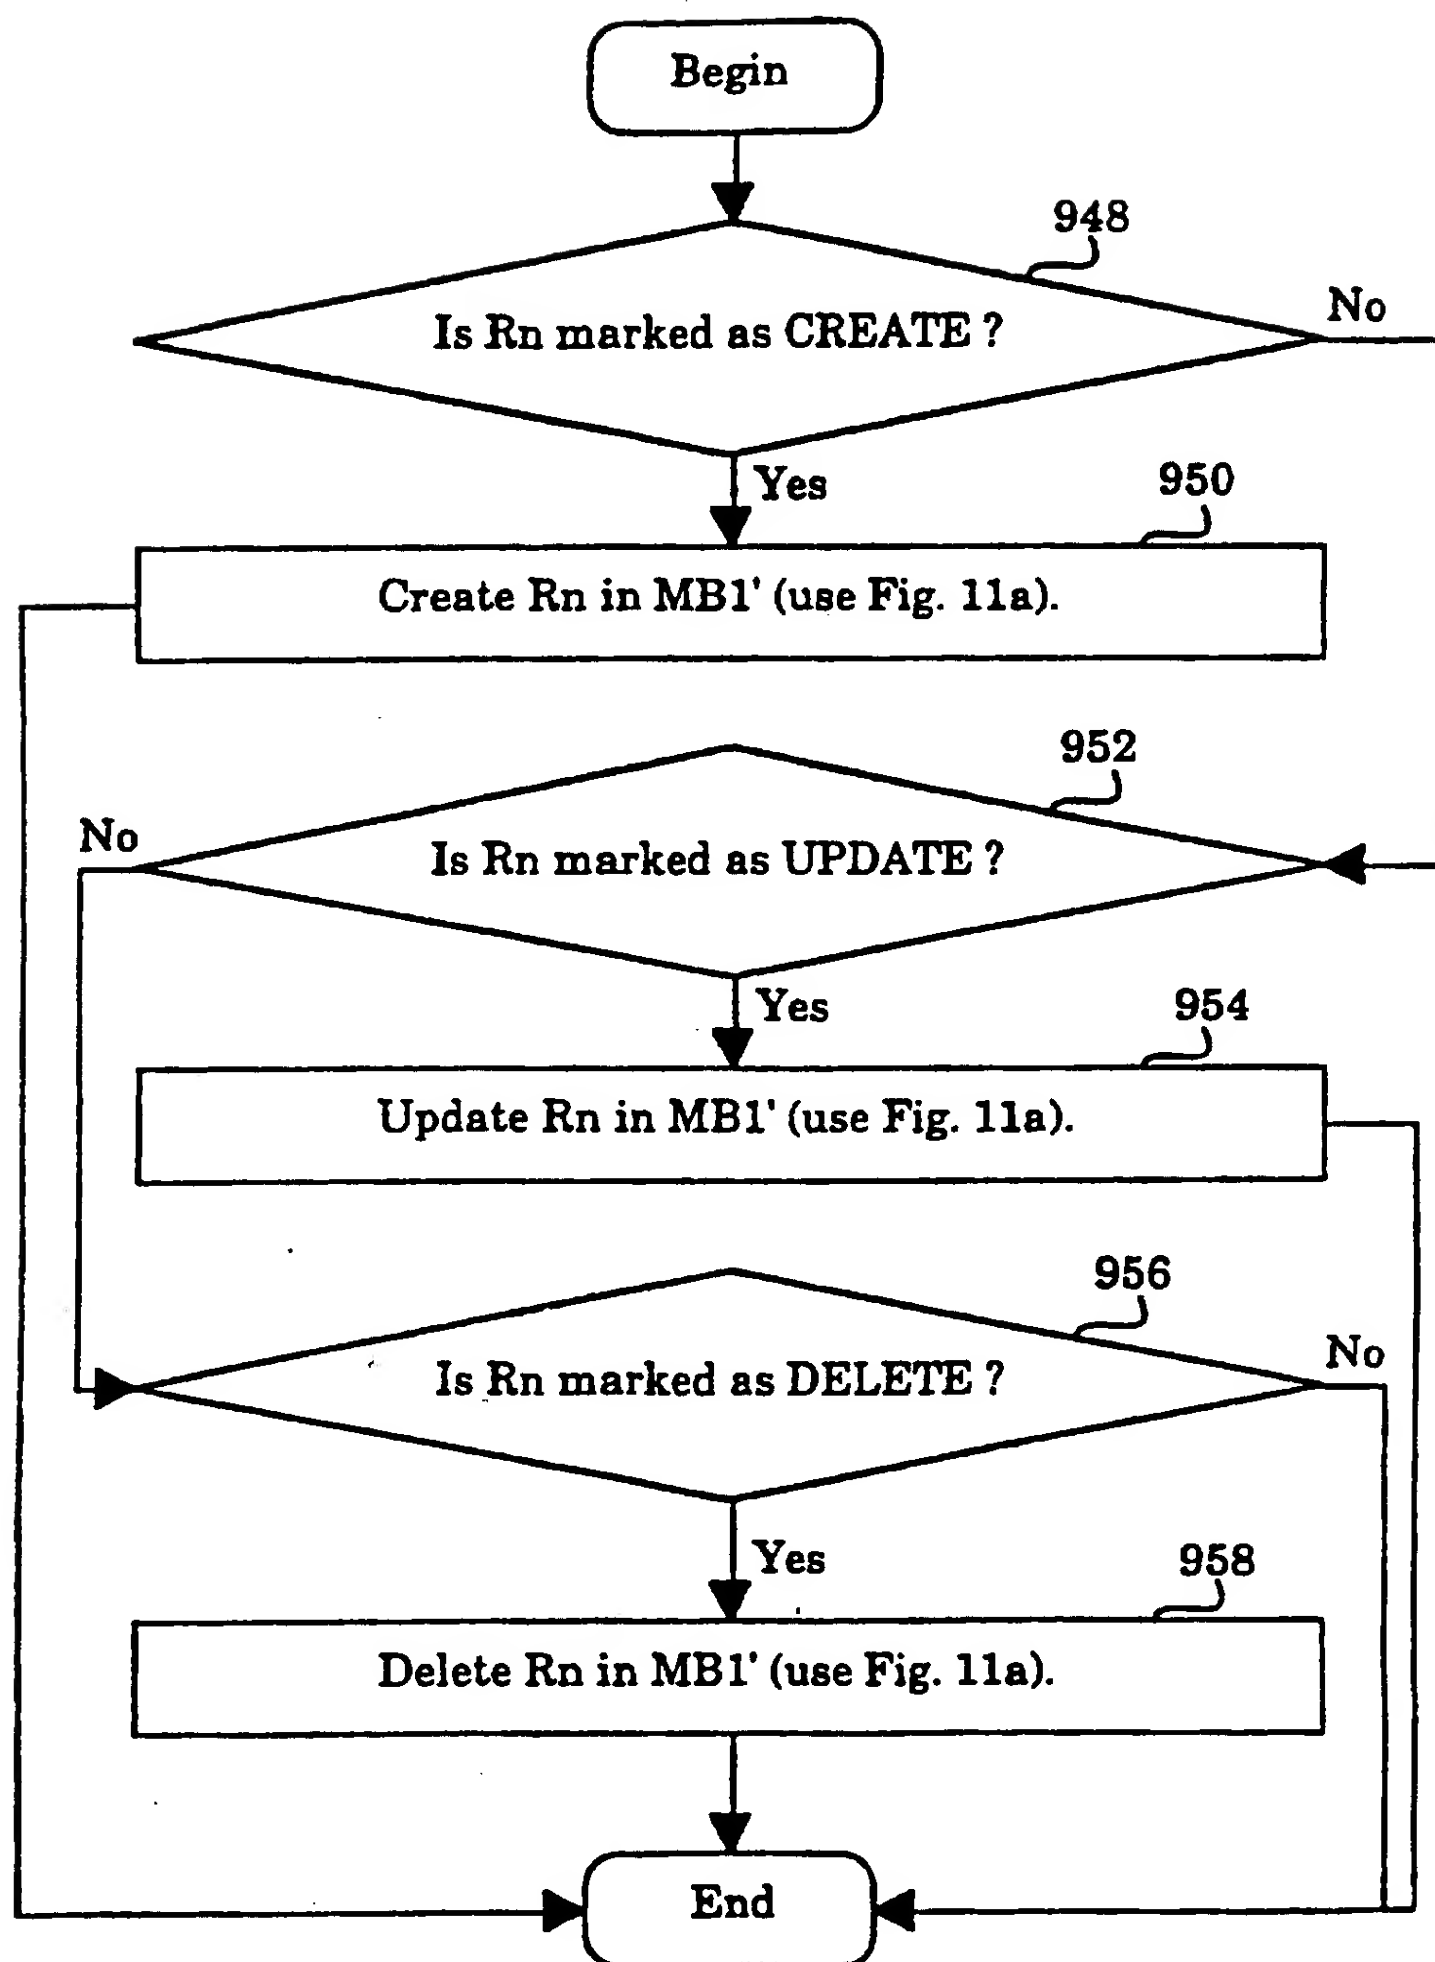 Begin
948
Is Rn marked as CREATE ?
No
Yes
950
Create Rn in MB1' (use Fig. 11a).
952
No
Is Rn marked as UPDATE ?
Yes
954
Update Rn in MB1' (use Fig. 11a).
956
Is Rn marked as DELETE ?
No
Yes
958
Delete Rn in MB1' (use Fig. 11a).
End